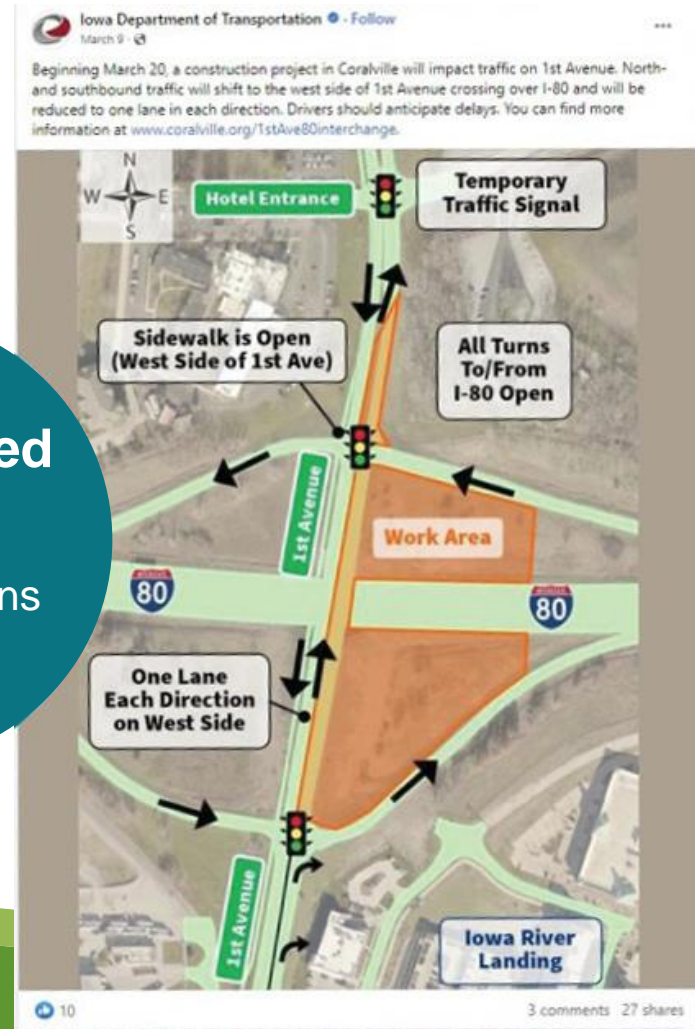 Iowa Department of Transportation · Follow
March 9 ·
Beginning March 20, a construction project in Coralville will impact traffic on 1st Avenue. North-
and southbound traffic will shift to the west side of 1st Avenue crossing over I-80 and will be
reduced to one lane in each direction. Drivers should anticipate delays. You can find more
information at www.coralville.org/1stAve80interchange.
N
W E
S
Hotel Entrance
Temporary
Traffic Signal
Sidewalk is Open
(West Side of 1st Ave)
All Turns
To/From
I-80 Open
ed
ns
1st Avenue
Work Area
80
80
One Lane
Each Direction
on West Side
1st Avenue
Iowa River
Landing
10
3 comments 27 shares